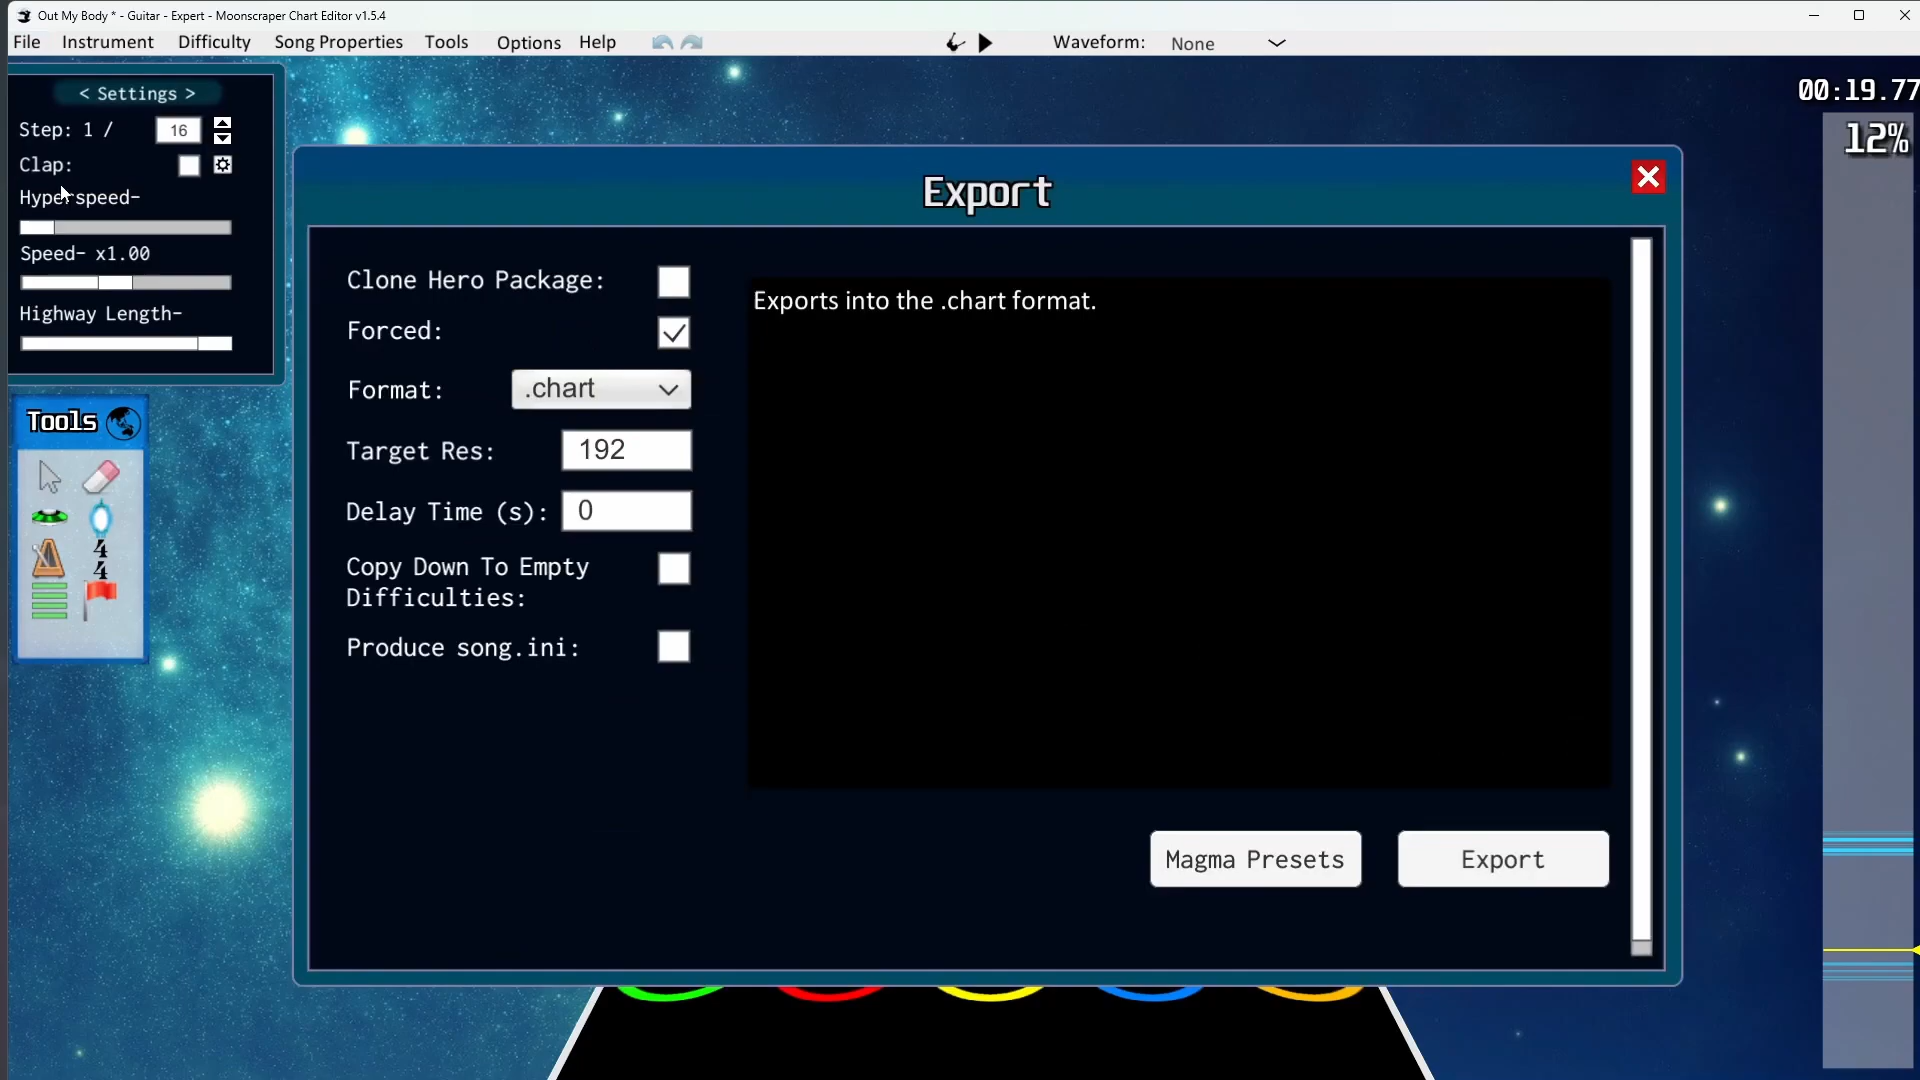 Out My Body * - Guitar - Expert - Moonscraper Chart Editor v1.5.4
File Instrument Difficulty Song Properties Tools Options Help Waveform: None
< Settings >
Step: 1 / 16
Clap:
Hyperspeed-
Speed- x1.00
Highway Length-
Tools
4
4
00:19.77
12%
Export
Clone Hero Package:
Forced:
Format: .chart
Target Res: 192
Delay Time (s): 0
Copy Down To Empty
Difficulties:
Produce song.ini:
Exports into the .chart format.
Magma Presets
Export